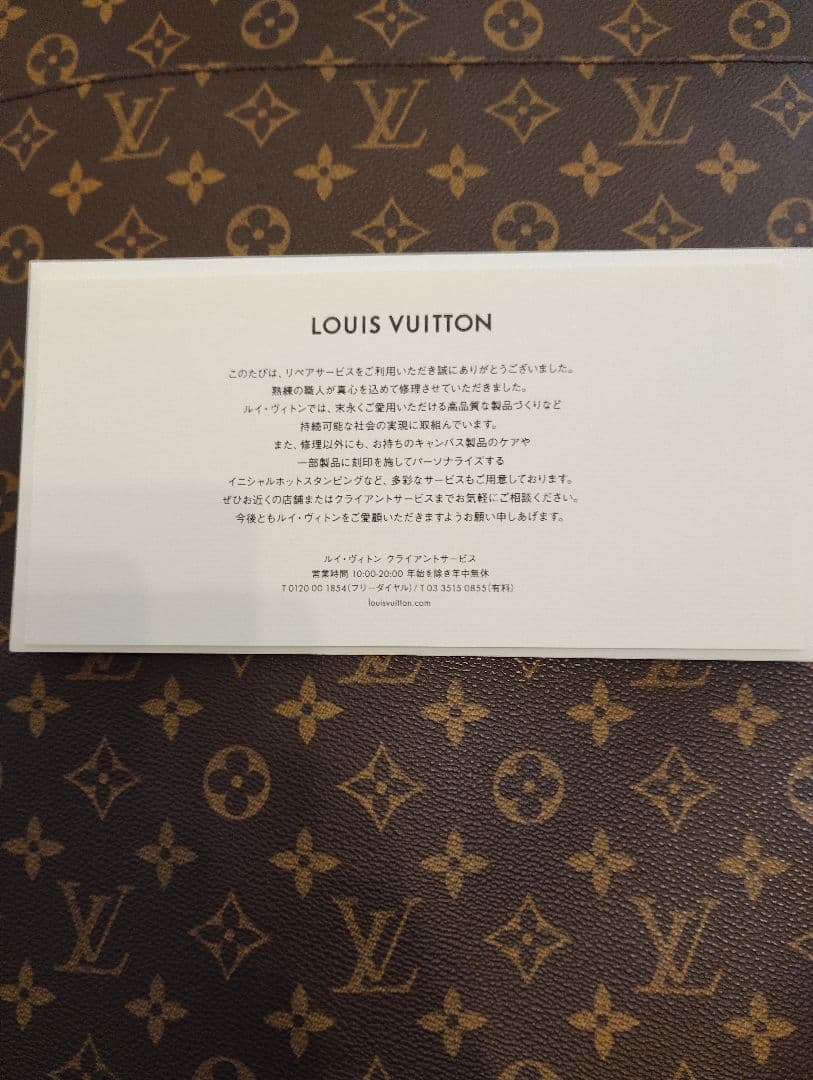 LOUIS VUITTON
このたびは、リペアサービスをご利用いただき誠にありがとうございました。
熟練の職人が真心を込めて修理させていただきました。
ルイ・ヴィトンでは、末永くご愛用いただける高品質な製品づくりなど
持続可能な社会の実現に取組んでいます。
また、修理以外にも、お持ちのキャンバス製品のケアや
一部製品に刻印を施してパーソナライズする
イニシャルホットスタンピングなど、多彩なサービスもご用意しております。
ぜひお近くの店舗またはクライアントサービスまでお気軽にご相談ください。
今後ともルイ・ヴィトンをご愛顧いただきますようお願い申しあげます。
ルイ・ヴィトン クライアントサービス
営業時間 10:00-20:00 年始を除き年中無休
T 0120 00 1854(フリーダイヤル) / T 03 3515 0855(有料)
louisvuitton.com